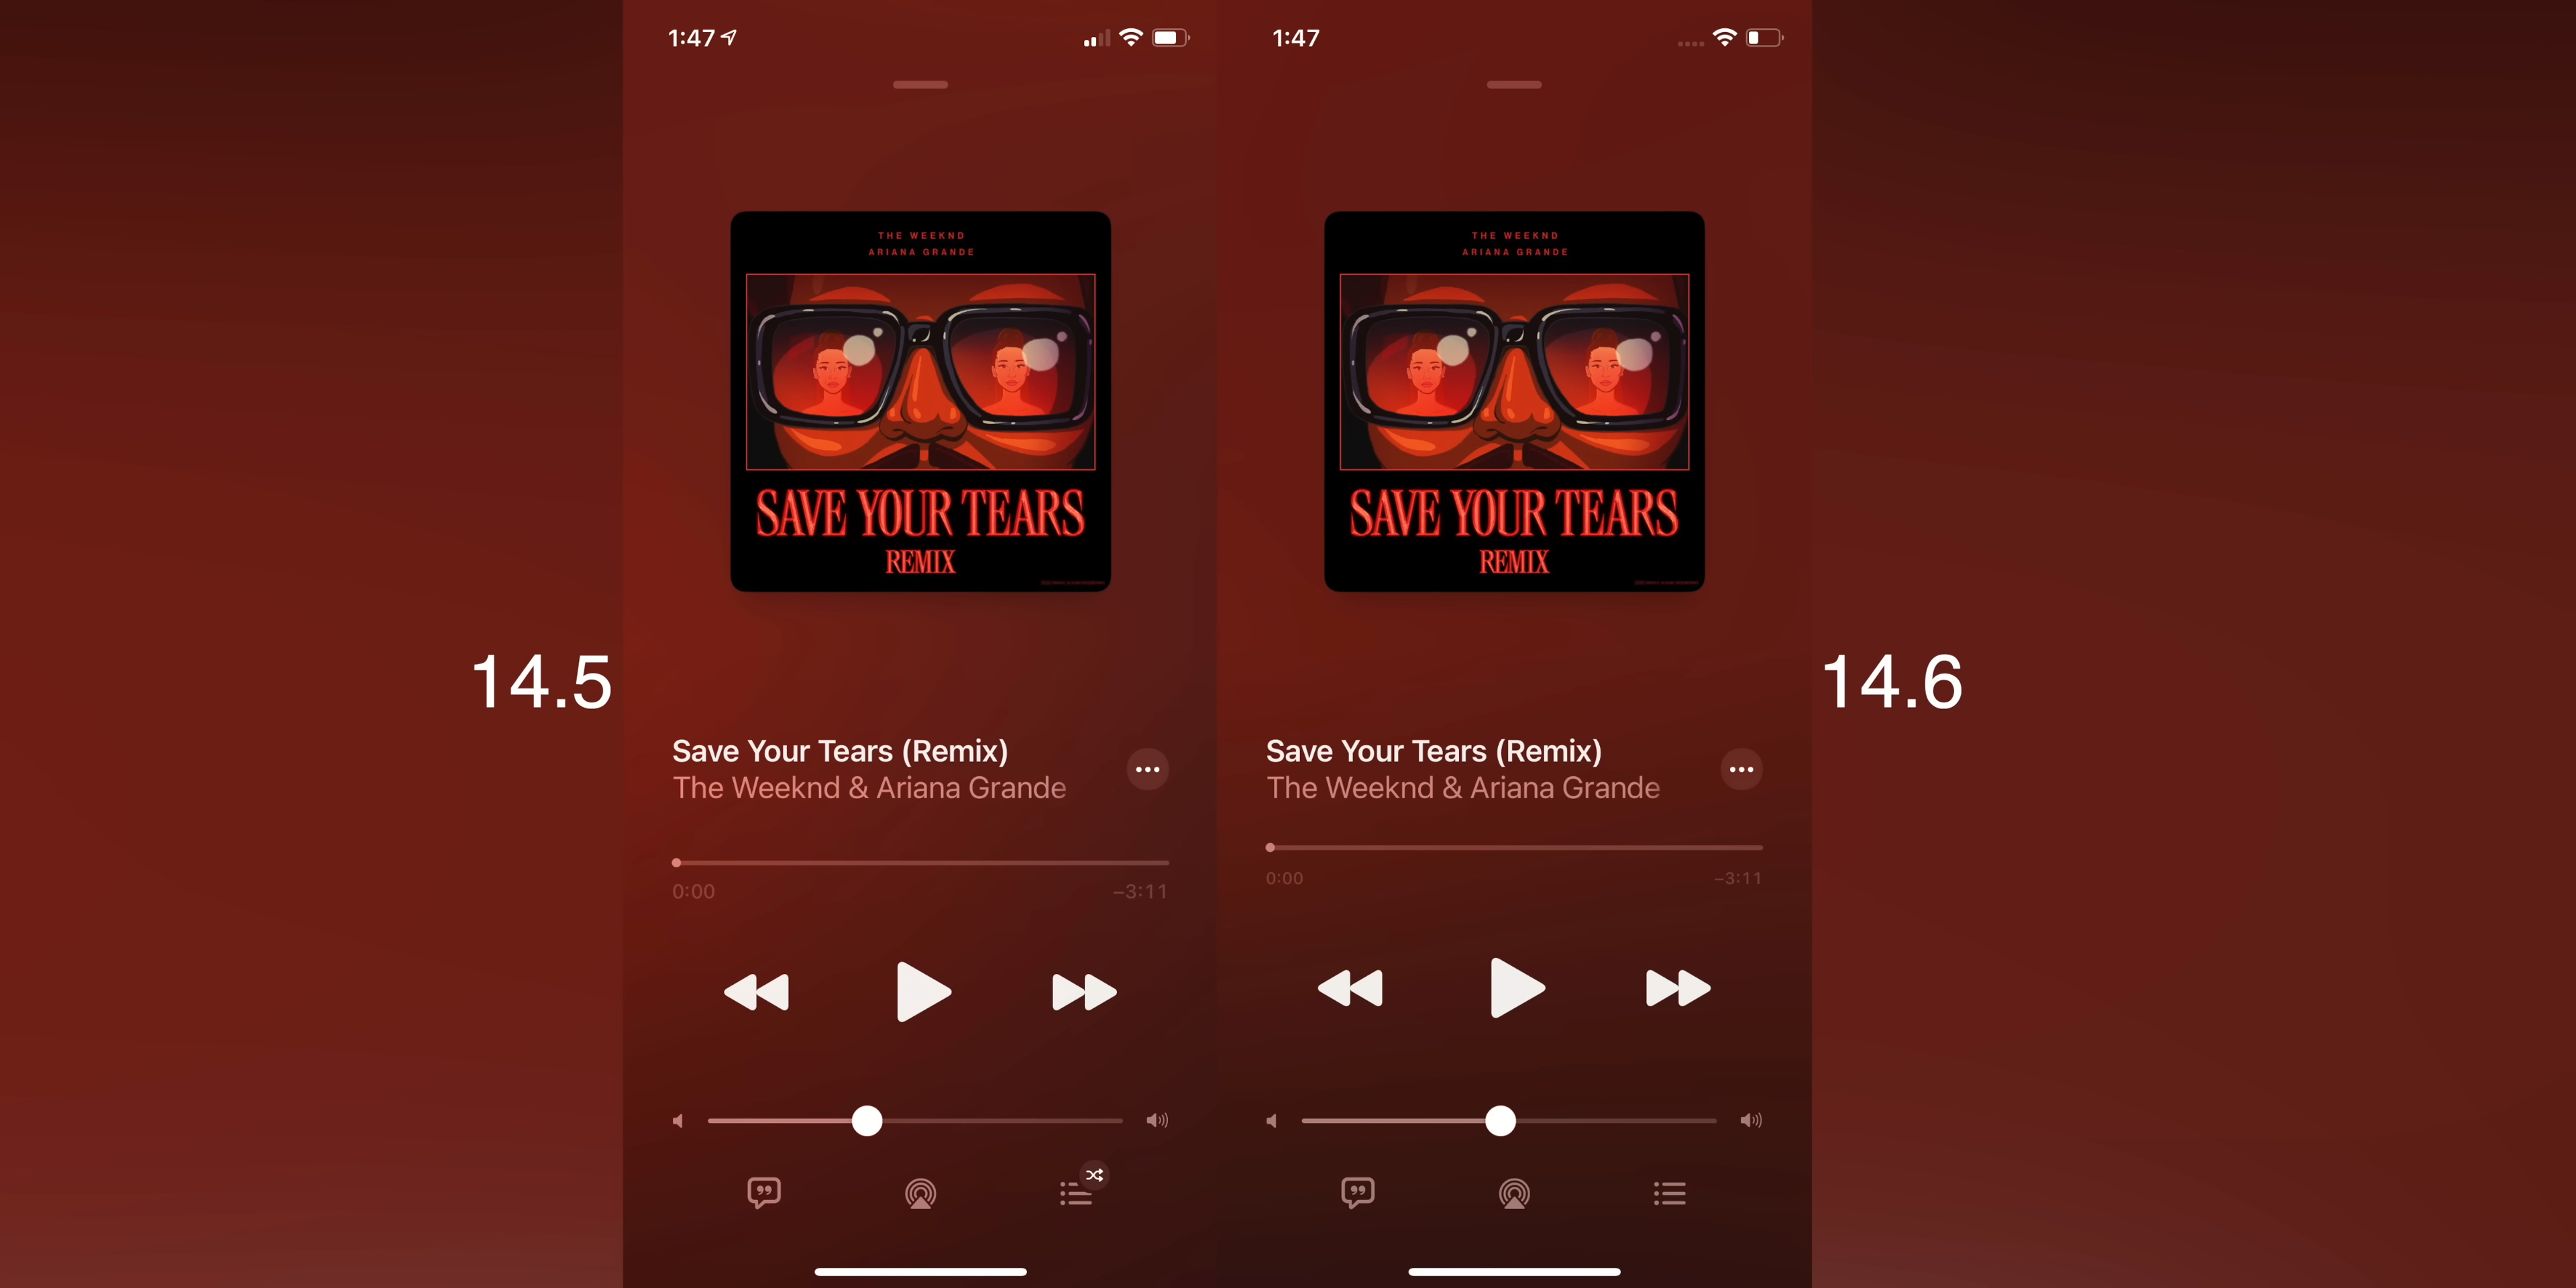 1:47
THE WEEKND
ARIANA GRANDE
SAVE YOUR TEARS
REMIX
14.5
Save Your Tears (Remix)
The Weeknd & Ariana Grande
0:00
–3:11
1:47
THE WEEKND
ARIANA GRANDE
SAVE YOUR TEARS
REMIX
14.6
Save Your Tears (Remix)
The Weeknd & Ariana Grande
0:00
–3:11